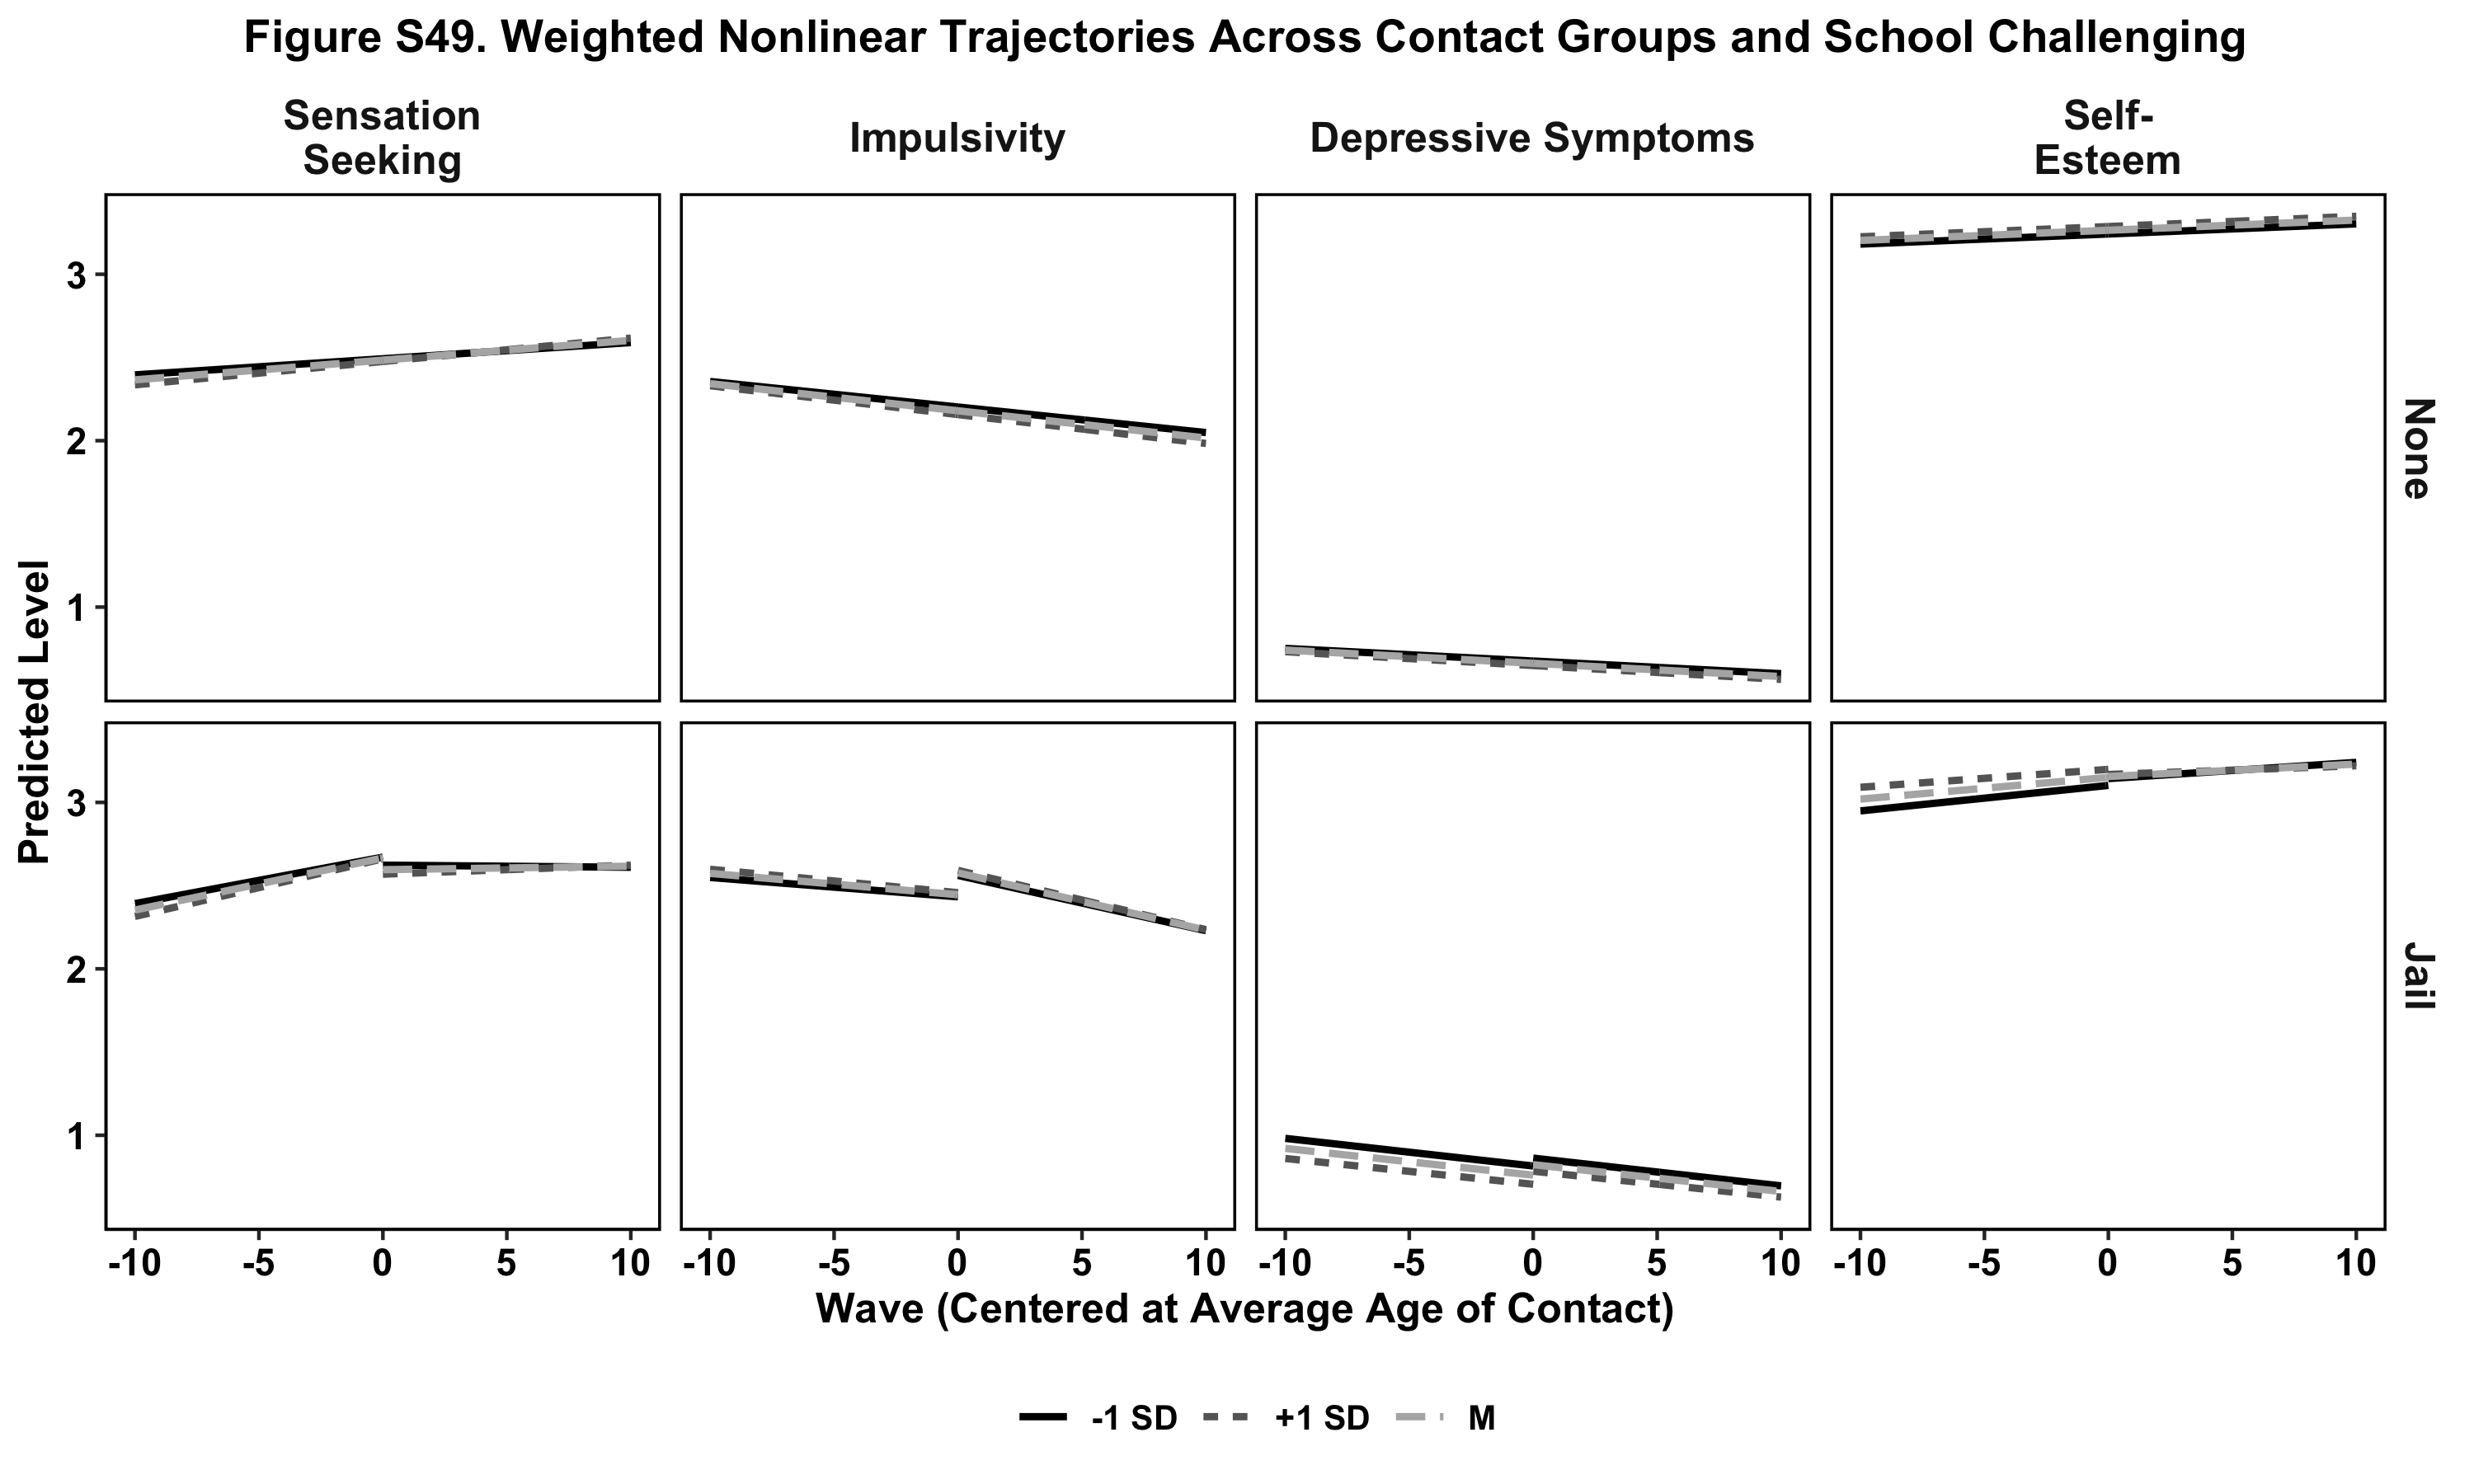 Figure S49. Weighted Nonlinear Trajectories Across Contact Groups and School Challenging
Sensation
Seeking
Impulsivity
Depressive Symptoms
Self-
Esteem
Predicted Level
3
2
1
None
3
2
1
Jail
-10 -5 0 5 10 -10 -5 0 5 10 -10 -5 0 5 10 -10 -5 0 5 10
Wave (Centered at Average Age of Contact)
-1 SD +1 SD M